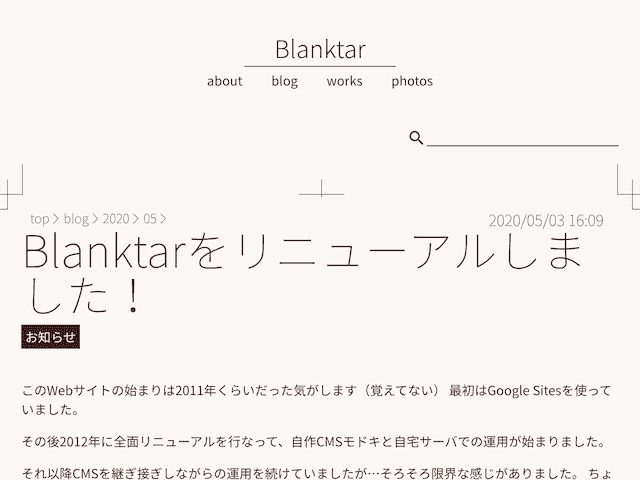 Blanktar
about blog works photos
top > blog > 2020 > 05 >
2020/05/03 16:09
Blanktarをリニューアルしま
した！
お知らせ
このWebサイトの始まりは2011年くらいだった気がします（覚えてない） 最初はGoogle Sitesを使って
いました。
その後2012年に全面リニューアルを行なって、自作CMSモドキと自宅サーバでの運用が始まりました。
それ以降CMSを継ぎ接ぎしながらの運用を続けていましたが…そろそろ限界な感じがありました。 ちょ